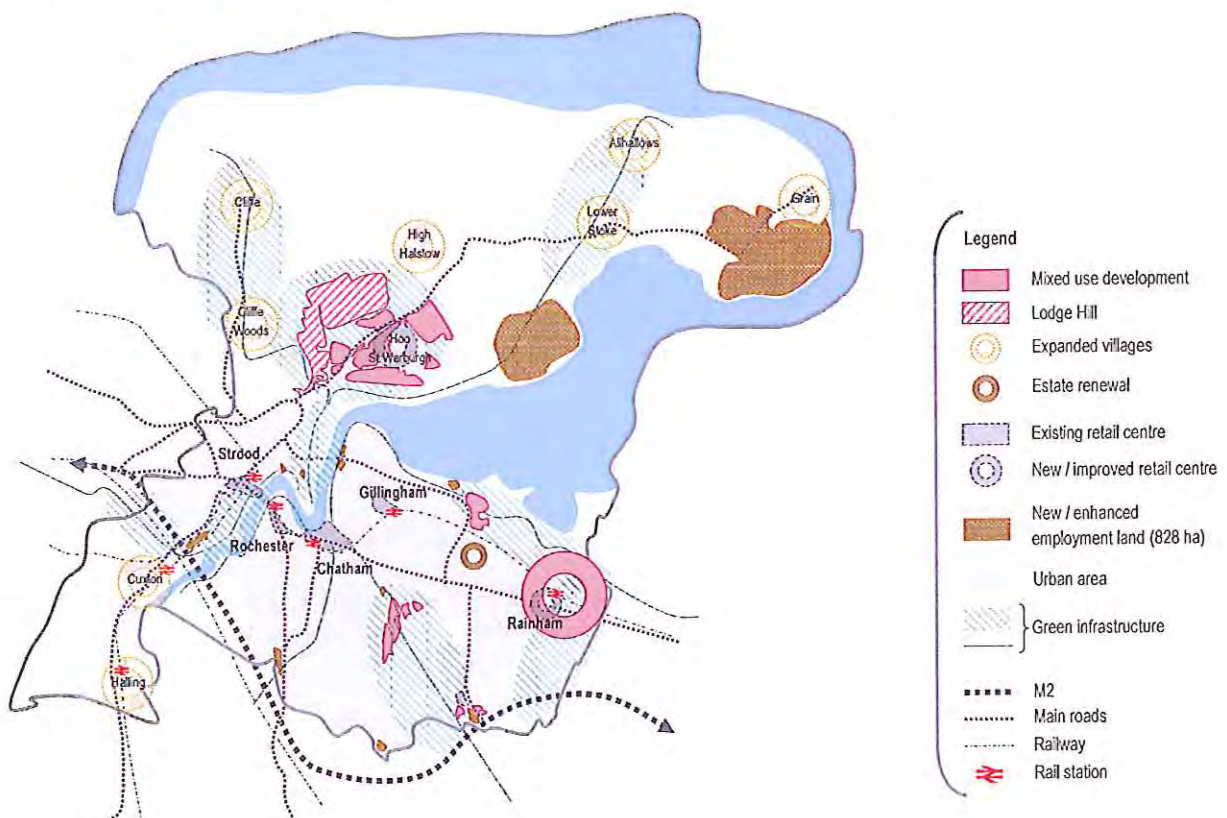 Allhallows
Cliffe
Grain
Lower
Stoke
High
Halstow
Cliffe
Woods
Hoo
St Werburgh
Strood
Gillingham
Rochester
Chatham
Cuxton
Rainham
Halling
Legend
Mixed use development
Lodge Hill
Expanded villages
Estate renewal
Existing retail centre
New / improved retail centre
New / enhanced
employment land (828 ha)
Urban area
Green infrastructure
M2
Main roads
Railway
Rail station